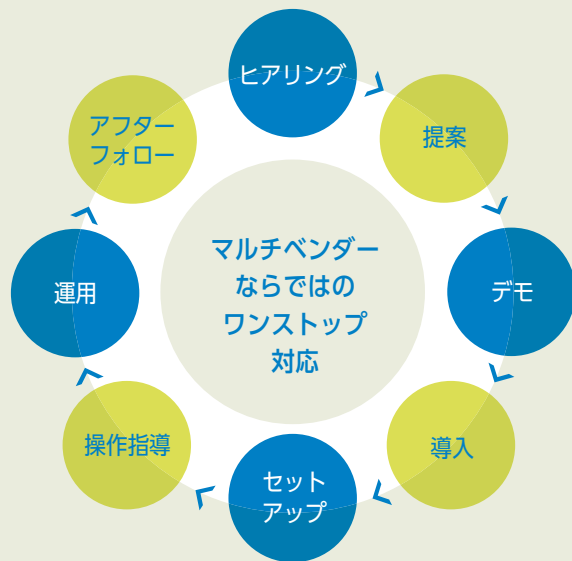 ヒアリング
提案
デモ
導入
セット
アップ
操作指導
運用
アフター
フォロー
マルチベンダー
ならではの
ワンストップ
対応